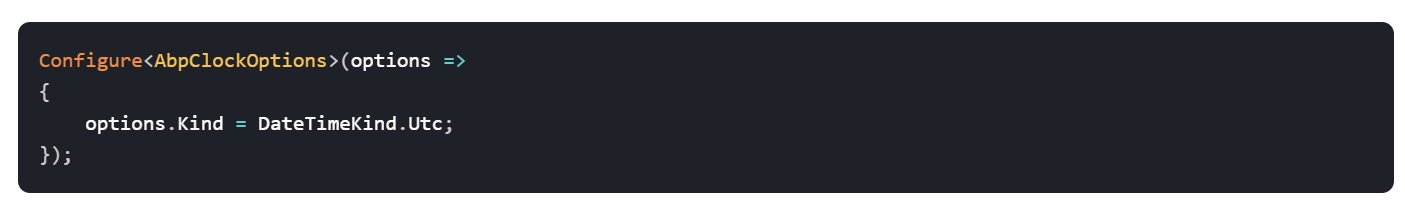 Configure<AbpClockOptions>(options =>
{
    options.Kind = DateTimeKind.Utc;
});